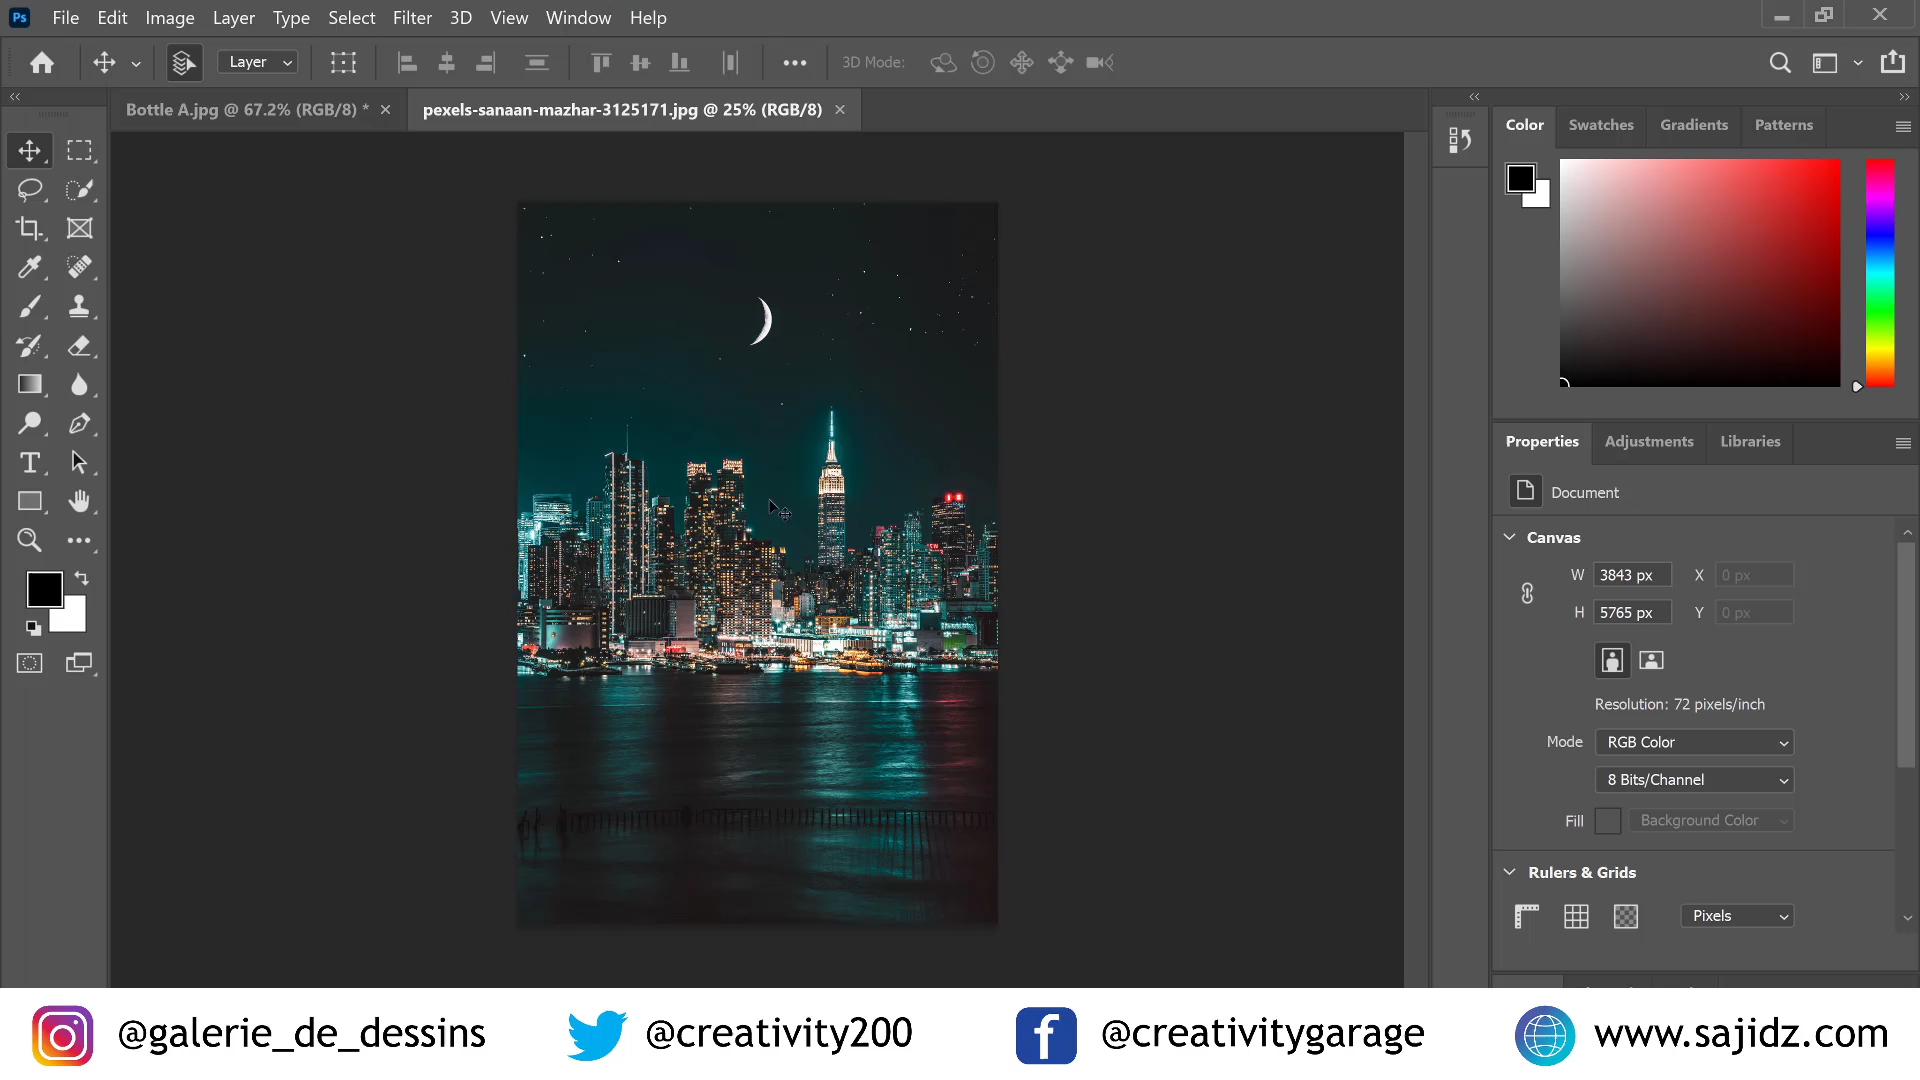 Ps File Edit Image Layer Type Select Filter 3D View Window Help
Layer 3D Mode:
Bottle A.jpg @ 67.2% (RGB/8) * pexels-sanaan-mazhar-3125171.jpg @ 25% (RGB/8)
Color Swatches Gradients Patterns
Properties Adjustments Libraries
Document
Canvas
W 3843 px X 0 px
H 5765 px Y 0 px
Resolution: 72 pixels/inch
Mode RGB Color
8 Bits/Channel
Fill Background Color
Rulers & Grids
Pixels
@galerie_de_dessins @creativity200 @creativitygarage www.sajidz.com